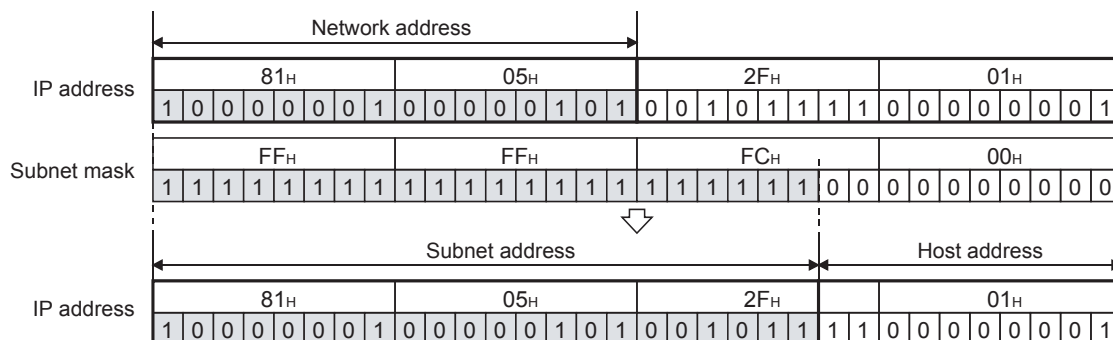 Network address
IP address 81H 05H 2FH 01H
1 0 0 0 0 0 0 1 0 0 0 0 0 1 0 1 0 0 1 0 1 1 1 1 0 0 0 0 0 0 0 1
Subnet mask FFH FFH FCH 00H
1 1 1 1 1 1 1 1 1 1 1 1 1 1 1 1 1 1 1 1 1 1 0 0 0 0 0 0 0 0 0 0
Subnet address Host address
IP address 81H 05H 2FH 01H
1 0 0 0 0 0 0 1 0 0 0 0 0 1 0 1 0 0 1 0 1 1 1 1 0 0 0 0 0 0 0 1